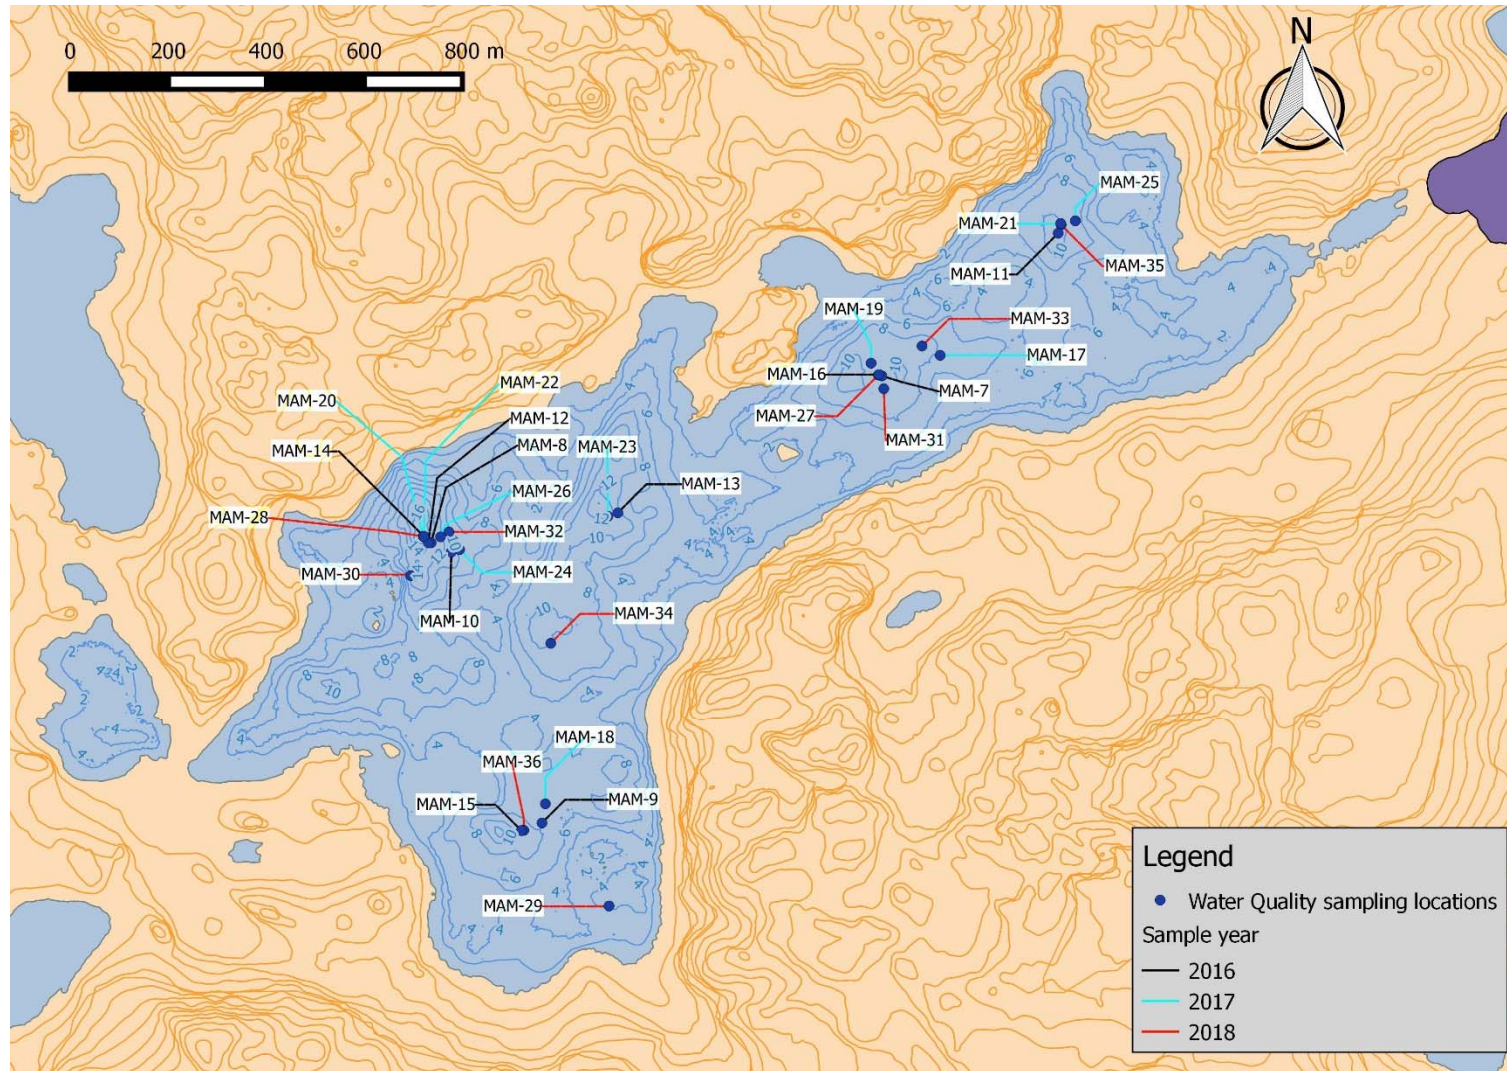 0 200 400 600 800 m
N
MAM-25
MAM-21
MAM-11
MAM-35
MAM-19
MAM-33
MAM-17
MAM-16
MAM-7
MAM-27
MAM-31
MAM-22
MAM-20
MAM-12
MAM-14
MAM-8
MAM-23
MAM-13
MAM-26
MAM-28
MAM-32
MAM-24
MAM-30
MAM-10
MAM-34
MAM-18
MAM-36
MAM-15
MAM-9
MAM-29
Legend
Water Quality sampling locations
Sample year
2016
2017
2018